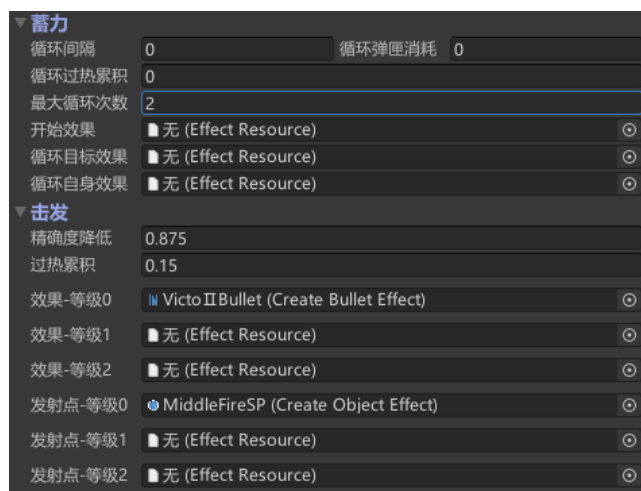 蓄力
循环间隔 0 循环弹匣消耗 0
循环过热累积 0
最大循环次数 2
开始效果 无 (Effect Resource)
循环目标效果 无 (Effect Resource)
循环自身效果 无 (Effect Resource)
击发
精确度降低 0.875
过热累积 0.15
效果-等级0 VictoⅡBullet (Create Bullet Effect)
效果-等级1 无 (Effect Resource)
效果-等级2 无 (Effect Resource)
发射点-等级0 MiddleFireSP (Create Object Effect)
发射点-等级1 无 (Effect Resource)
发射点-等级2 无 (Effect Resource)